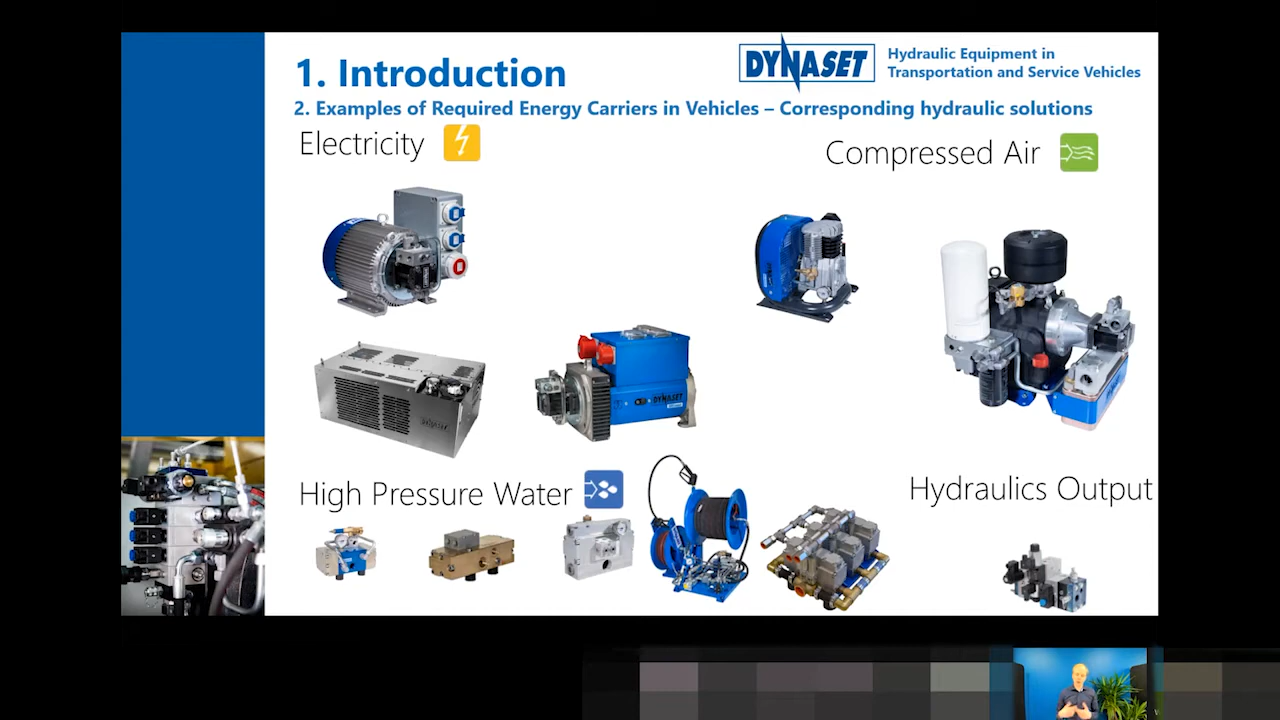 1. Introduction
DYNASET
Hydraulic Equipment in
Transportation and Service Vehicles
2. Examples of Required Energy Carriers in Vehicles – Corresponding hydraulic solutions
Electricity
Compressed Air
DYNASET
High Pressure Water
Hydraulics Output